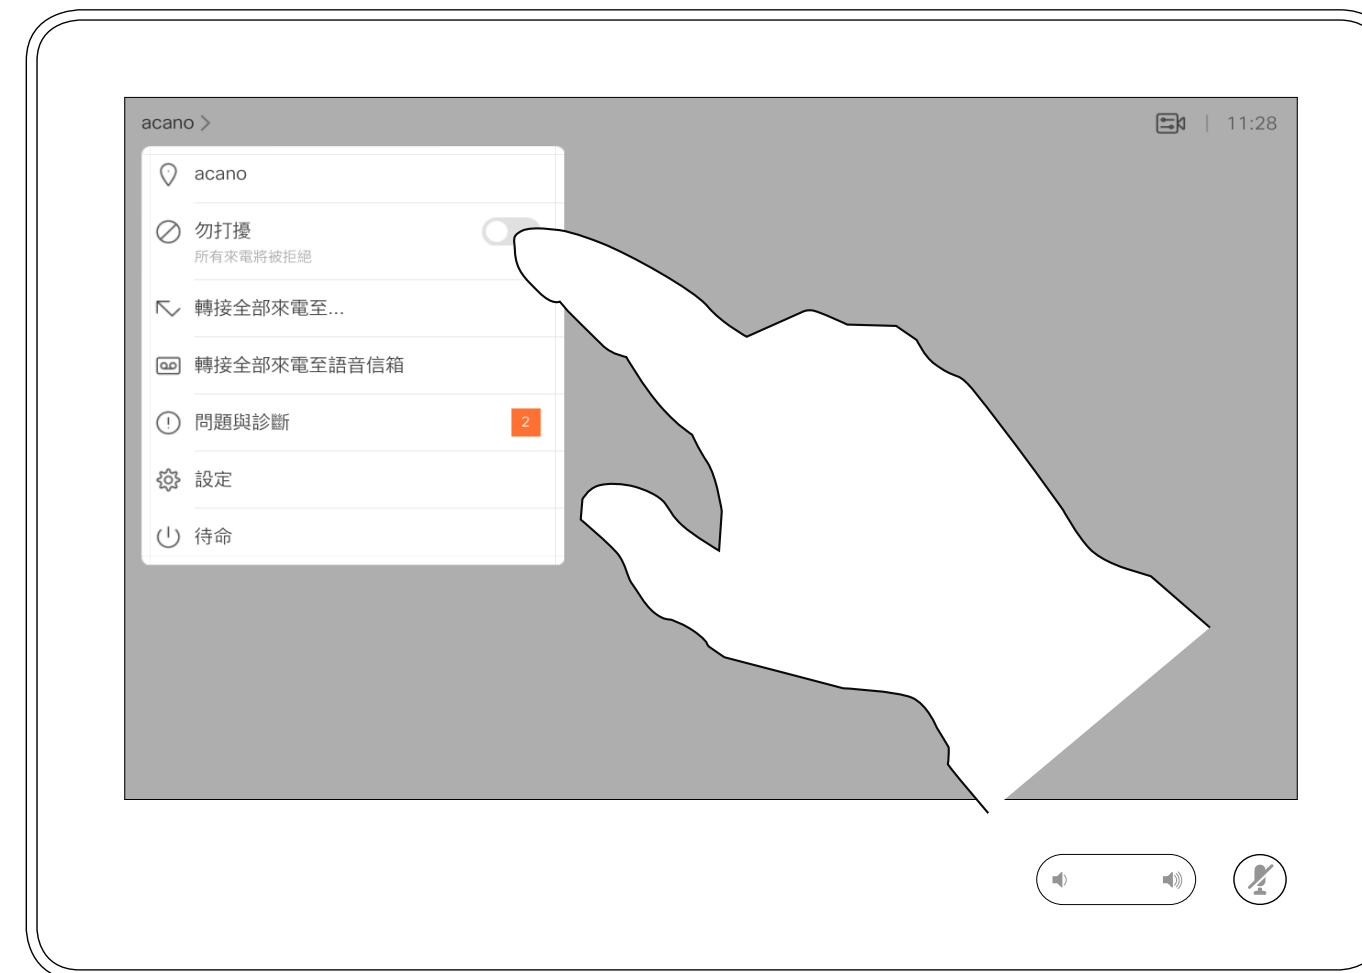 acano >
11:28
acano
勿打擾
所有來電將被拒絕
轉接全部來電至...
轉接全部來電至語音信箱
問題與診斷
2
設定
待命